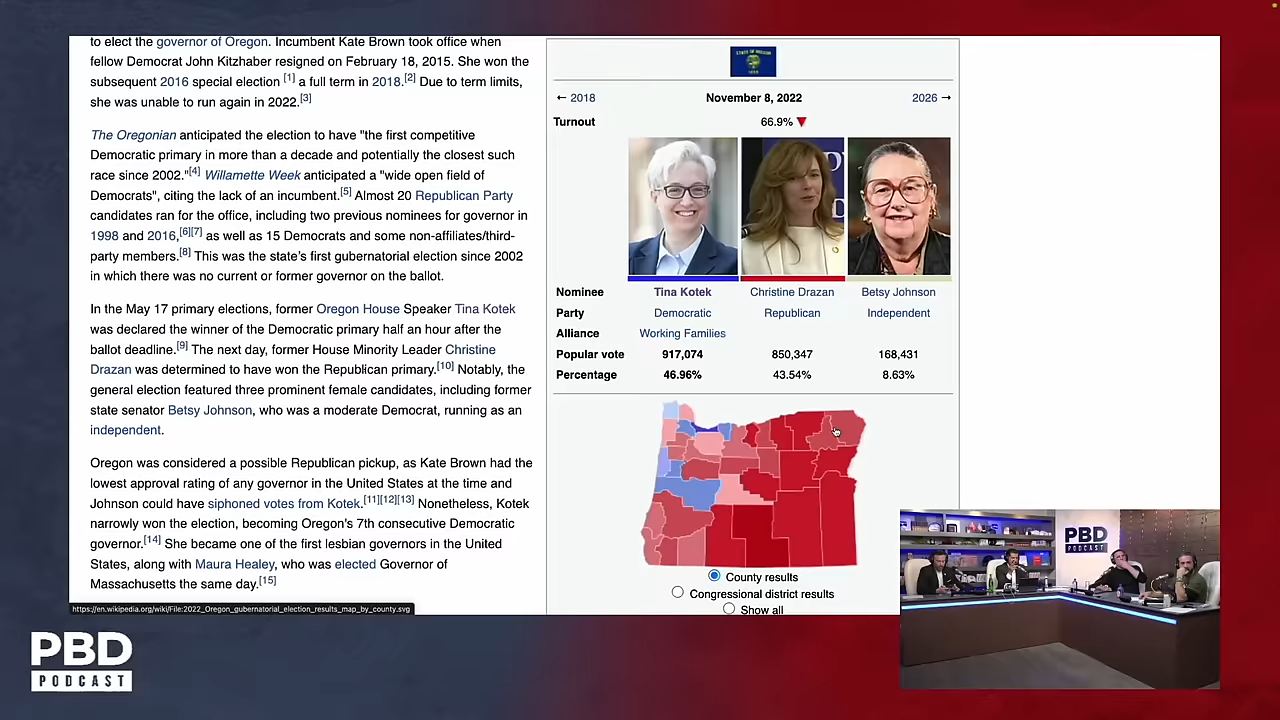 to elect the governor of Oregon. Incumbent Kate Brown took office when
fellow Democrat John Kitzhaber resigned on February 18, 2015. She won the
subsequent 2016 special election [1] a full term in 2018.[2] Due to term limits,
she was unable to run again in 2022.[3]
The Oregonian anticipated the election to have "the first competitive
Democratic primary in more than a decade and potentially the closest such
race since 2002."[4] Willamette Week anticipated a "wide open field of
Democrats", citing the lack of an incumbent.[5] Almost 20 Republican Party
candidates ran for the office, including two previous nominees for governor in
1998 and 2016,[6][7] as well as 15 Democrats and some non-affiliates/third-
party members.[8] This was the state's first gubernatorial election since 2002
in which there was no current or former governor on the ballot.
In the May 17 primary elections, former Oregon House Speaker Tina Kotek
was declared the winner of the Democratic primary half an hour after the
ballot deadline.[9] The next day, former House Minority Leader Christine
Drazan was determined to have won the Republican primary.[10] Notably, the
general election featured three prominent female candidates, including former
state senator Betsy Johnson, who was a moderate Democrat, running as an
independent.
Oregon was considered a possible Republican pickup, as Kate Brown had the
lowest approval rating of any governor in the United States at the time and
Johnson could have siphoned votes from Kotek.[11][12][13] Nonetheless, Kotek
narrowly won the election, becoming Oregon's 7th consecutive Democratic
governor.[14] She became one of the first lesbian governors in the United
States, along with Maura Healey, who was elected Governor of
Massachusetts the same day.[15]
https://en.wikipedia.org/wiki/File:2022_Oregon_gubernatorial_election_results_map_by_county.svg
← 2018 November 8, 2022 2026 →
Turnout 66.9% ▼
Nominee Tina Kotek Christine Drazan Betsy Johnson
Party Democratic Republican Independent
Alliance Working Families
Popular vote 917,074 850,347 168,431
Percentage 46.96% 43.54% 8.63%
County results
Congressional district results
Show all
PBD
PODCAST
PBD
PODCAST